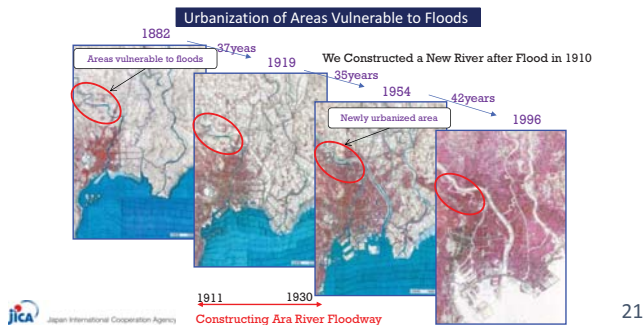 Urbanization of Areas Vulnerable to Floods
1882
37yeas
We Constructed a New River after Flood in 1910
Areas vulnerable to floods
1919
35years
1954
42years
Newly urbanized area
1996
1911
1930
Constructing Ara River Floodway
JICA
Japan International Cooperation Agency
21